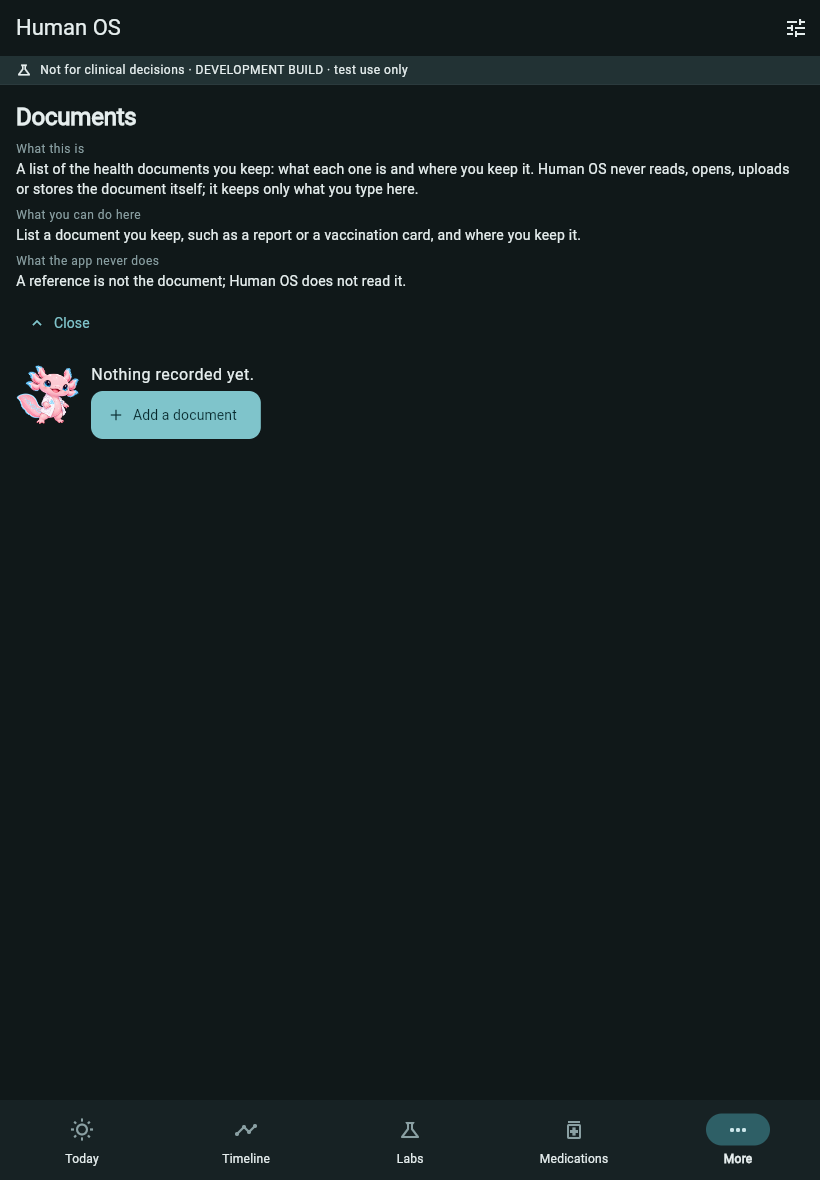 Human OS
Not for clinical decisions · DEVELOPMENT BUILD · test use only
Documents
What this is
A list of the health documents you keep: what each one is and where you keep it. Human OS never reads, opens, uploads
or stores the document itself; it keeps only what you type here.
What you can do here
List a document you keep, such as a report or a vaccination card, and where you keep it.
What the app never does
A reference is not the document; Human OS does not read it.
Close
Nothing recorded yet.
Add a document
Today
Timeline
Labs
Medications
More